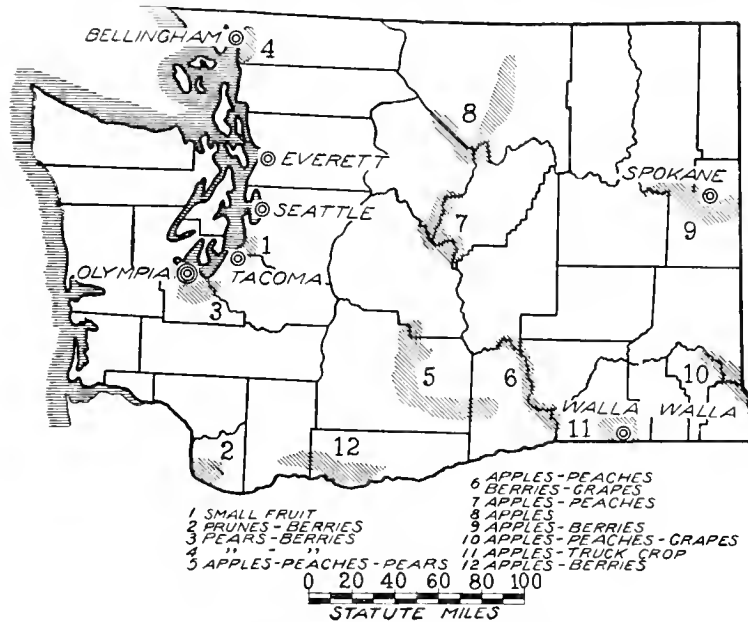 BELLINGHAM
4
8
EVERETT
SPOKANE
SEATTLE
7
9
1
OLYMPIA
TACOMA
3
5
6
10
WALLA WALLA
11
2
12
1 SMALL FRUIT
2 PRUNES-BERRIES
3 PEARS-BERRIES
4 " - "
5 APPLES-PEACHES-PEARS
6 APPLES-PEACHES
BERRIES-GRAPES
7 APPLES-PEACHES
8 APPLES
9 APPLES-BERRIES
10 APPLES-PEACHES-GRAPES
11 APPLES-TRUCK CROP
12 APPLES-BERRIES
0 20 40 60 80 100
STATUTE MILES